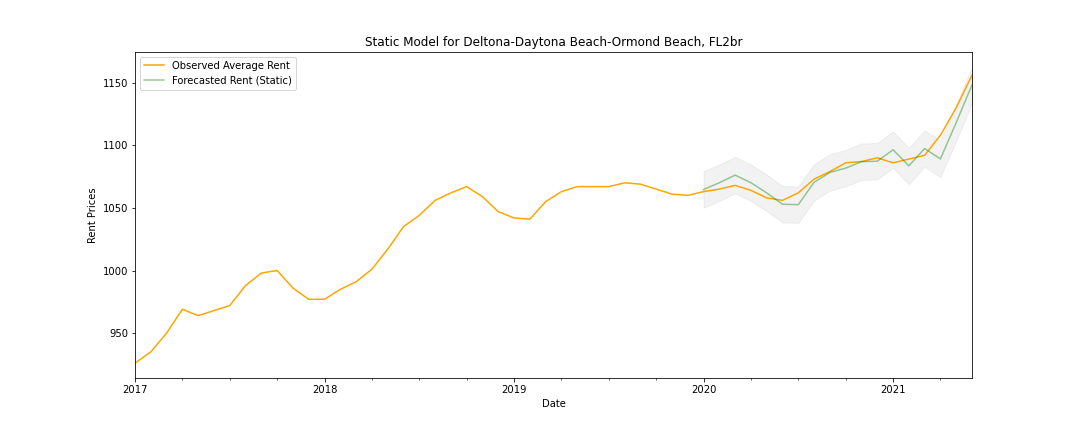 Static Model for Deltona-Daytona Beach-Ormond Beach, FL2br
Observed Average Rent
Forecasted Rent (Static)
1150
1100
1050
1000
950
Rent Prices
2017
2018
2019
2020
2021
Date